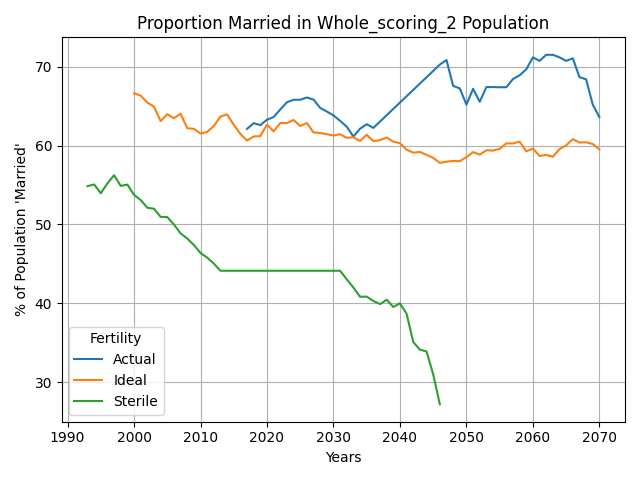 Proportion Married in Whole_scoring_2 Population
% of Population 'Married'
70
60
50
40
30
Fertility
Actual
Ideal
Sterile
1990 2000 2010 2020 2030 2040 2050 2060 2070
Years